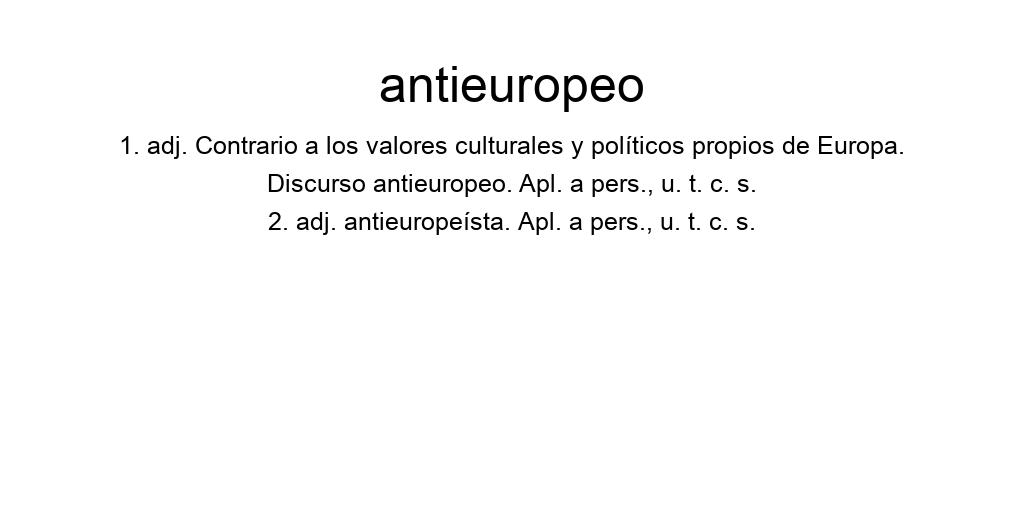 antieuropeo
1. adj. Contrario a los valores culturales y políticos propios de Europa.
Discurso antieuropeo. Apl. a pers., u. t. c. s.
2. adj. antieuropeísta. Apl. a pers., u. t. c. s.